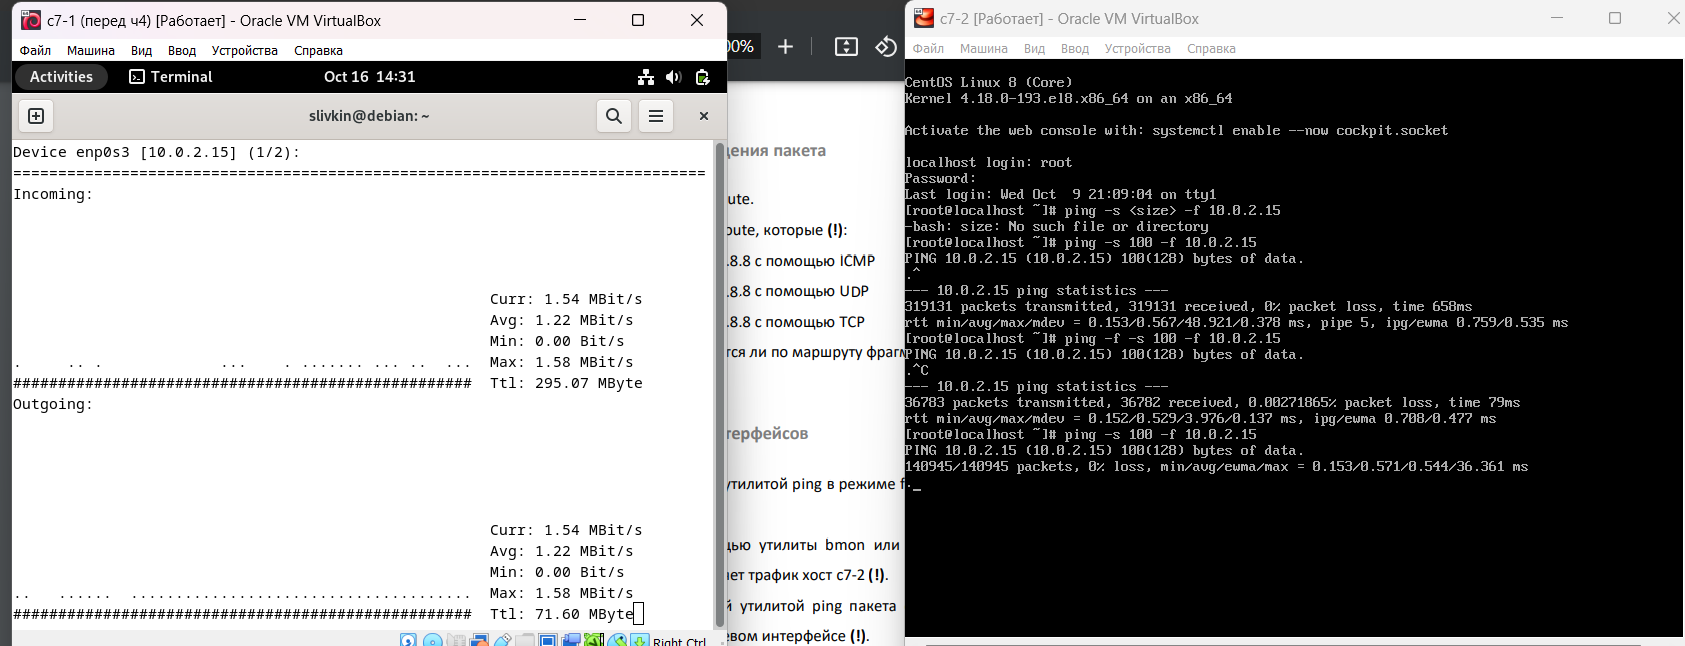 c7-1 (перед ч4) [Работает] - Oracle VM VirtualBox
Файл Машина Вид Ввод Устройства Справка
Activities Terminal Oct 16 14:31
slivkin@debian: ~
Device enp0s3 [10.0.2.15] (1/2):
=============================================================================
Incoming:
Curr: 1.54 MBit/s
Avg: 1.22 MBit/s
Min: 0.00 Bit/s
. .. . ... . ....... ... .. ... Max: 1.58 MBit/s
################################################### Ttl: 295.07 MByte
Outgoing:
Curr: 1.54 MBit/s
Avg: 1.22 MBit/s
Min: 0.00 Bit/s
.. ...... ...................................... Max: 1.58 MBit/s
################################################### Ttl: 71.60 MByte
Right Ctrl
00%
дения пакета
ute.
oute, которые (!):
.8.8 с помощью ICMP
.8.8 с помощью UDP
.8.8 с помощью TCP
тся ли по маршруту фрагм
терфейсов
утилитой ping в режиме f
цью утилиты bmon или
ет трафик хост c7-2 (!).
й утилитой ping пакета
евом интерфейсе (!).
c7-2 [Работает] - Oracle VM VirtualBox
Файл Машина Вид Ввод Устройства Справка
CentOS Linux 8 (Core)
Kernel 4.18.0-193.el8.x86_64 on an x86_64
Activate the web console with: systemctl enable --now cockpit.socket
localhost login: root
Password:
Last login: Wed Oct  9 21:09:04 on tty1
[root@localhost ~]# ping -s <size> -f 10.0.2.15
-bash: size: No such file or directory
[root@localhost ~]# ping -s 100 -f 10.0.2.15
PING 10.0.2.15 (10.0.2.15) 100(128) bytes of data.
.^
--- 10.0.2.15 ping statistics ---
319131 packets transmitted, 319131 received, 0% packet loss, time 658ms
rtt min/avg/max/mdev = 0.153/0.567/48.921/0.378 ms, pipe 5, ipg/ewma 0.759/0.535 ms
[root@localhost ~]# ping -f -s 100 -f 10.0.2.15
PING 10.0.2.15 (10.0.2.15) 100(128) bytes of data.
.^C
--- 10.0.2.15 ping statistics ---
36783 packets transmitted, 36782 received, 0.00271865% packet loss, time 79ms
rtt min/avg/max/mdev = 0.152/0.529/3.976/0.137 ms, ipg/ewma 0.708/0.477 ms
[root@localhost ~]# ping -s 100 -f 10.0.2.15
PING 10.0.2.15 (10.0.2.15) 100(128) bytes of data.
140945/140945 packets, 0% loss, min/avg/ewma/max = 0.153/0.571/0.544/36.361 ms
._